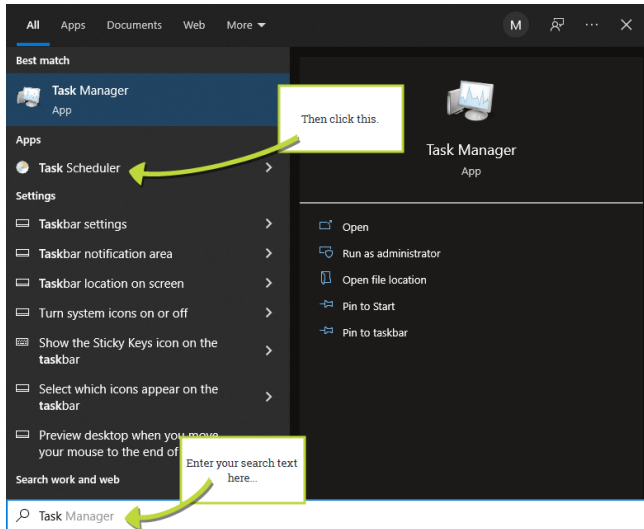 All Apps Documents Web More M
Best match
Task Manager
App
Then click this.
Task Manager
App
Apps
Task Scheduler
Settings
Taskbar settings
Taskbar notification area
Taskbar location on screen
Turn system icons on or off
Show the Sticky Keys icon on the
taskbar
Select which icons appear on the
taskbar
Preview desktop when you move
your mouse to the end of
Search work and web
Open
Run as administrator
Open file location
Pin to Start
Pin to taskbar
Enter your search text
here...
Task Manager